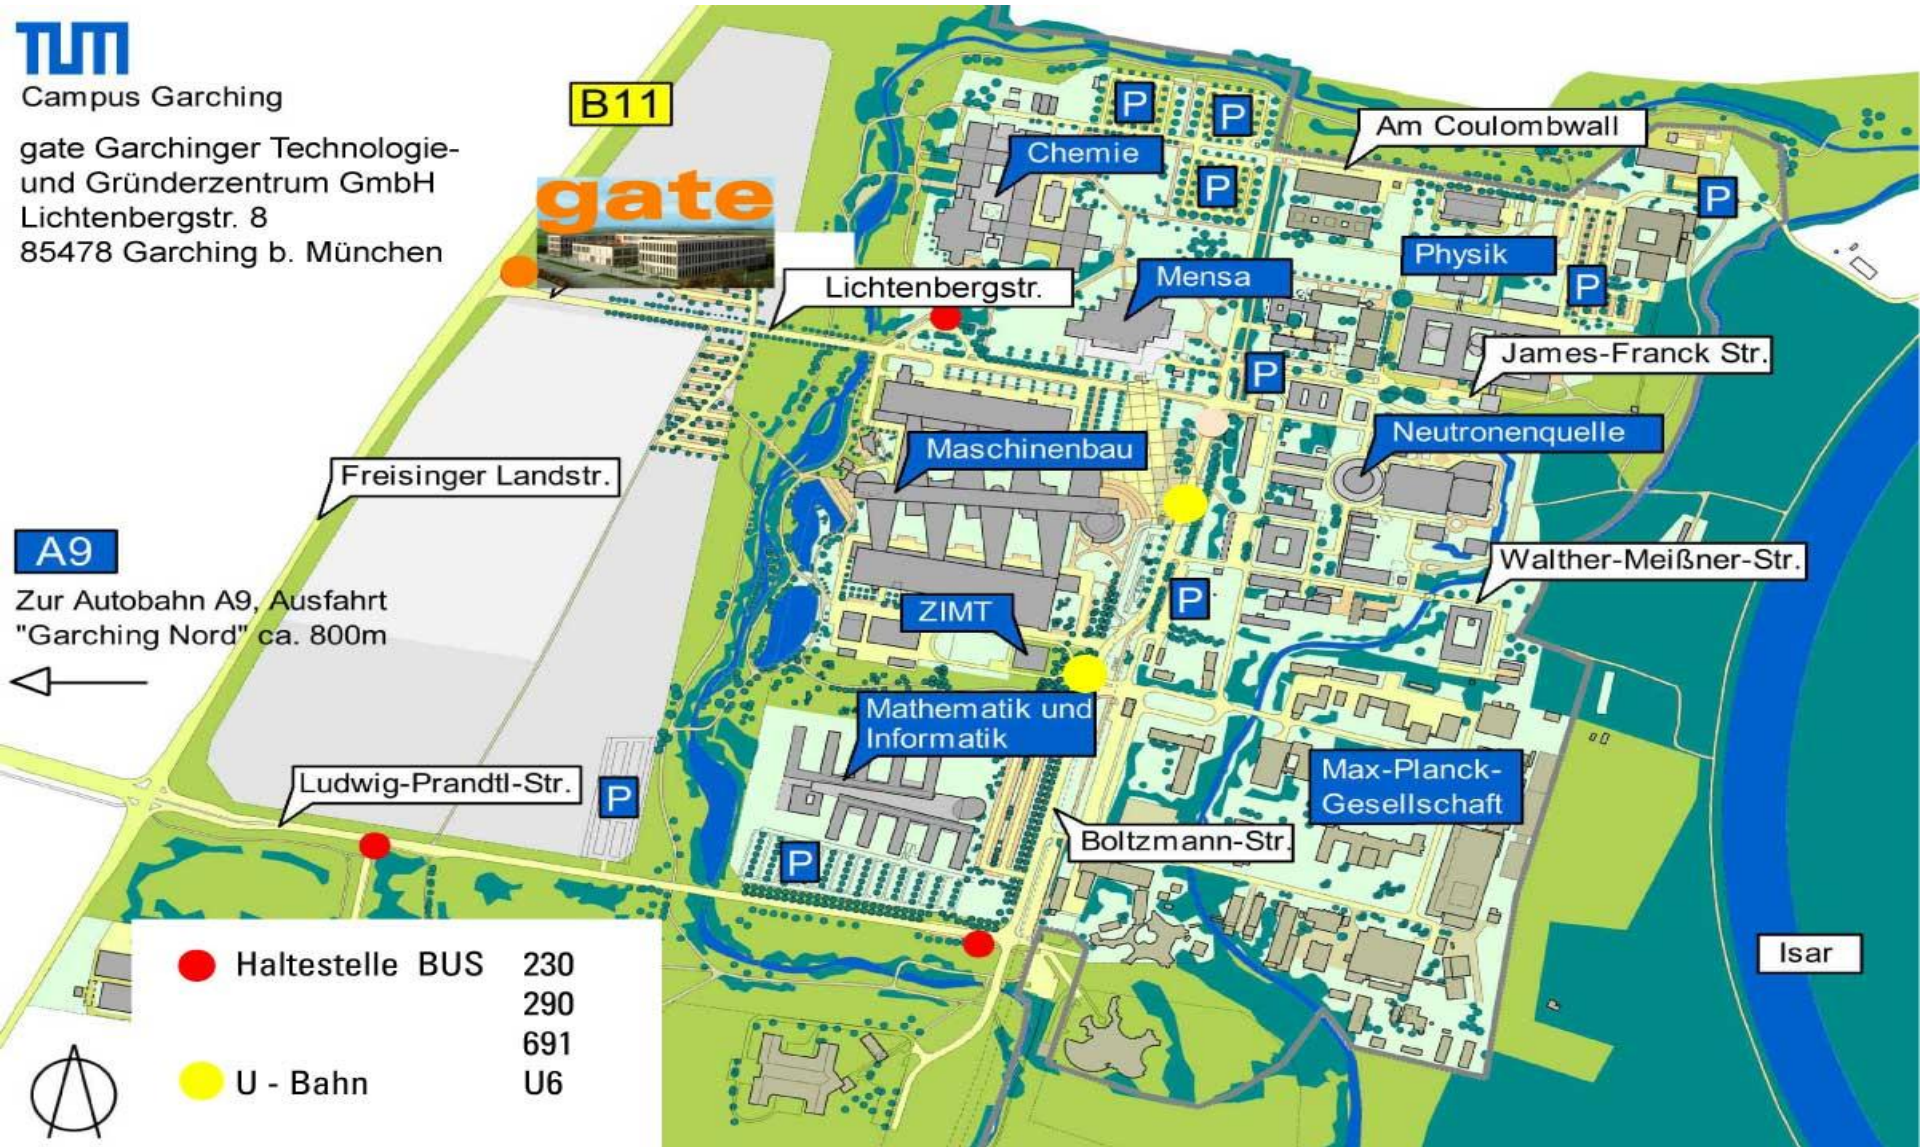 TUM
Campus Garching
gate Garchinger Technologie-
und Gründerzentrum GmbH
Lichtenbergstr. 8
85478 Garching b. München
B11
gate
Chemie
P
P
P
Am Coulombwall
P
Physik
P
Mensa
Lichtenbergstr.
James-Franck Str.
P
Neutronenquelle
Maschinenbau
Freisinger Landstr.
A9
Zur Autobahn A9, Ausfahrt
"Garching Nord" ca. 800m
Walther-Meißner-Str.
P
ZIMT
Mathematik und
Informatik
Max-Planck-
Gesellschaft
Ludwig-Prandtl-Str.
P
Boltzmann-Str.
P
Isar
Haltestelle BUS 230
290
691
U - Bahn U6